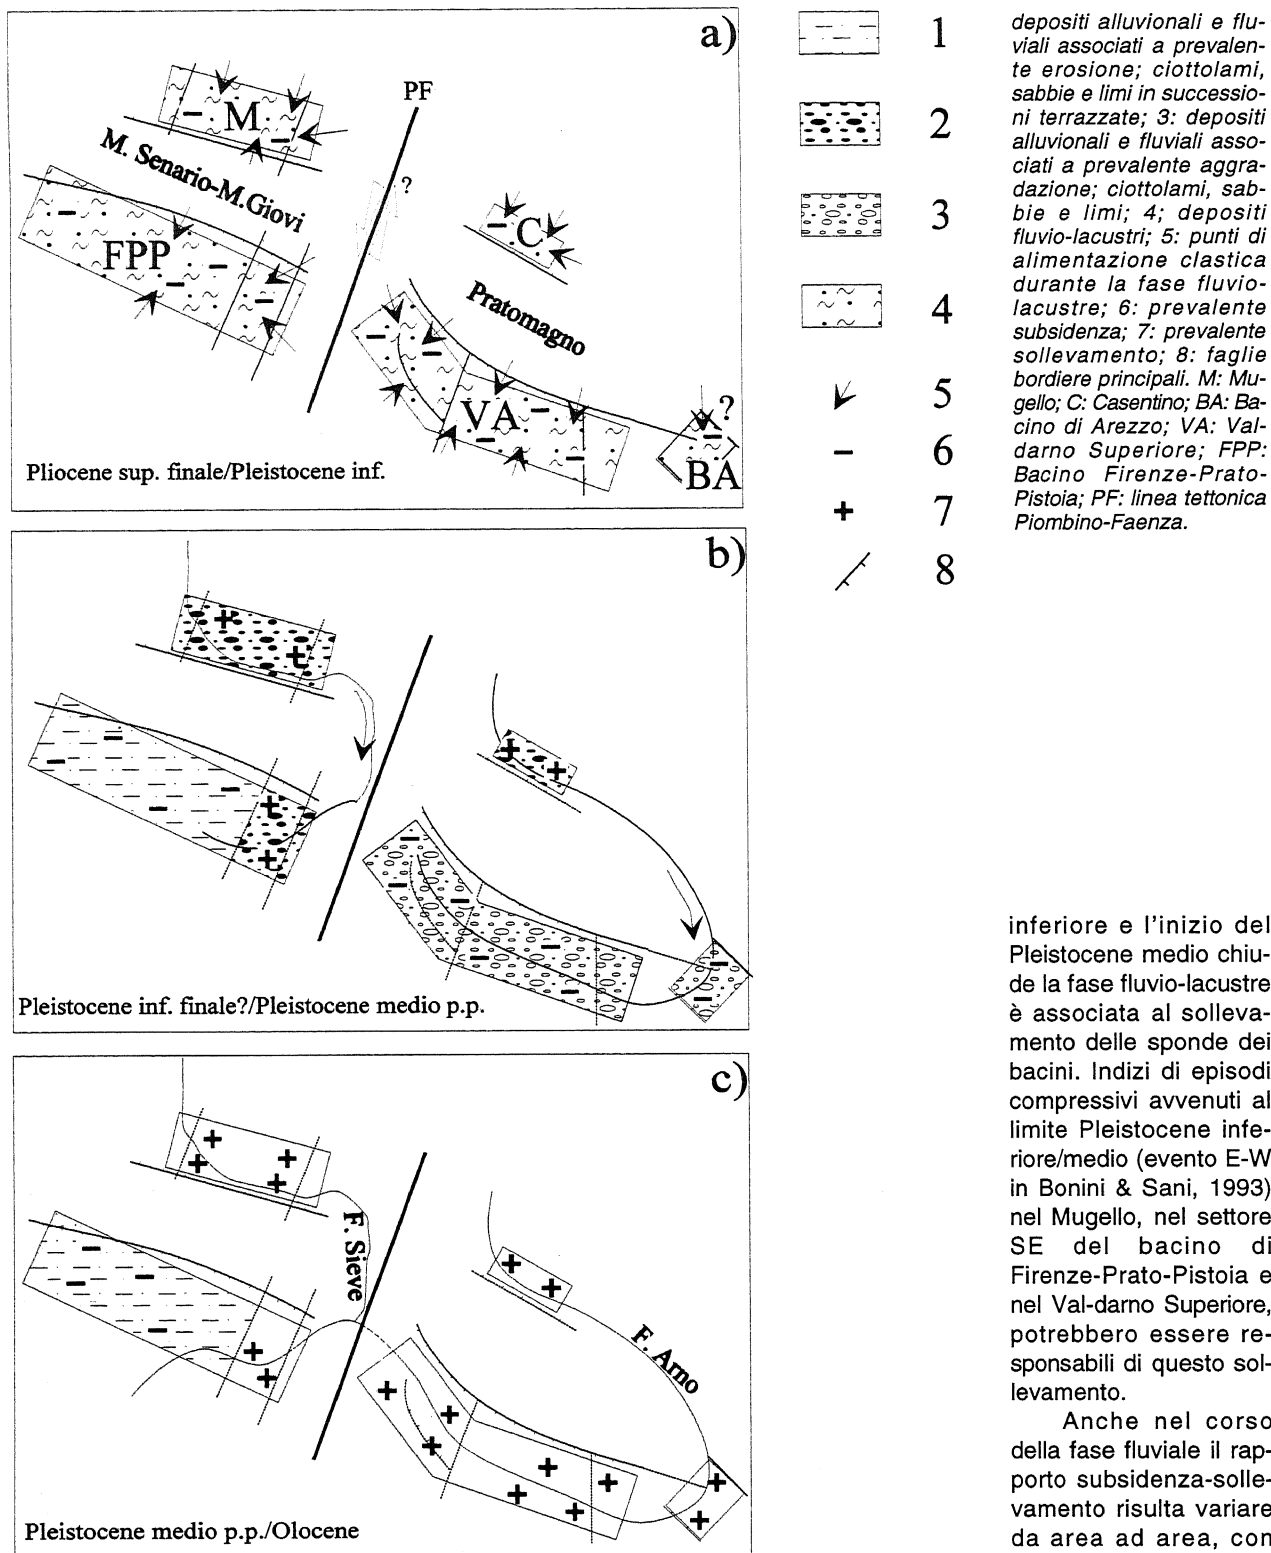 a)
M
PF
M. Senario-M.Giovi
?
C
FPP
Pratomagno
VA
?
BA
Pliocene sup. finale/Pleistocene inf.
b)
Pleistocene inf. finale?/Pleistocene medio p.p.
c)
F. Sieve
F. Arno
Pleistocene medio p.p./Olocene
1
2
3
4
5
6
7
8
depositi alluvionali e flu-
viali associati a prevalen-
te erosione; ciottolami,
sabbie e limi in successio-
ni terrazzate; 3: depositi
alluvionali e fluviali asso-
ciati a prevalente aggra-
dazione; ciottolami, sab-
bie e limi; 4; depositi
fluvio-lacustri; 5: punti di
alimentazione clastica
durante la fase fluvio-
lacustre; 6: prevalente
subsidenza; 7: prevalente
sollevamento; 8: faglie
bordiere principali. M: Mu-
gello; C: Casentino; BA: Ba-
cino di Arezzo; VA: Val-
darno Superiore; FPP:
Bacino Firenze-Prato-
Pistoia; PF: linea tettonica
Piombino-Faenza.
inferiore e l'inizio del
Pleistocene medio chiu-
de la fase fluvio-lacustre
è associata al solleva-
mento delle sponde dei
bacini. Indizi di episodi
compressivi avvenuti al
limite Pleistocene infe-
riore/medio (evento E-W
in Bonini & Sani, 1993)
nel Mugello, nel settore
SE del bacino di
Firenze-Prato-Pistoia e
nel Val-darno Superiore,
potrebbero essere re-
sponsabili di questo sol-
levamento.
Anche nel corso
della fase fluviale il rap-
porto subsidenza-solle-
vamento risulta variare
da area ad area, con